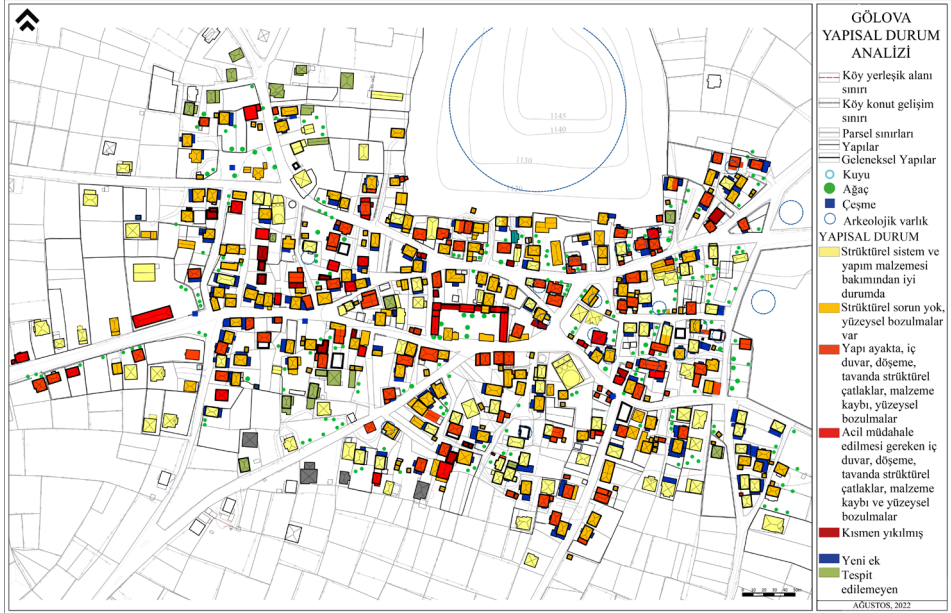 GÖLOVA
YAPISAL DURUM
ANALİZİ
Köy yerleşik alanı
sınırı
Köy konut gelişim
sınırı
Parsel sınırları
Yapılar
Geleneksel Yapılar
Kuyu
Ağaç
Çeşme
Arkeolojik varlık
YAPISAL DURUM
Strüktürel sistem ve
yapım malzemesi
bakımından iyi
durumda
Strüktürel sorun yok,
yüzeysel bozulmalar
var
Yapı ayakta, iç
duvar, döşeme,
tavanda strüktürel
çatlaklar, malzeme
kaybı, yüzeysel
bozulmalar
Acil müdahale
edilmesi gereken iç
duvar, döşeme,
tavanda strüktürel
çatlaklar, malzeme
kaybı ve yüzeysel
bozulmalar
Kısmen yıkılmış
Yeni ek
Tespit
edilemeyen
AĞUSTOS, 2022
1145
1140
1130